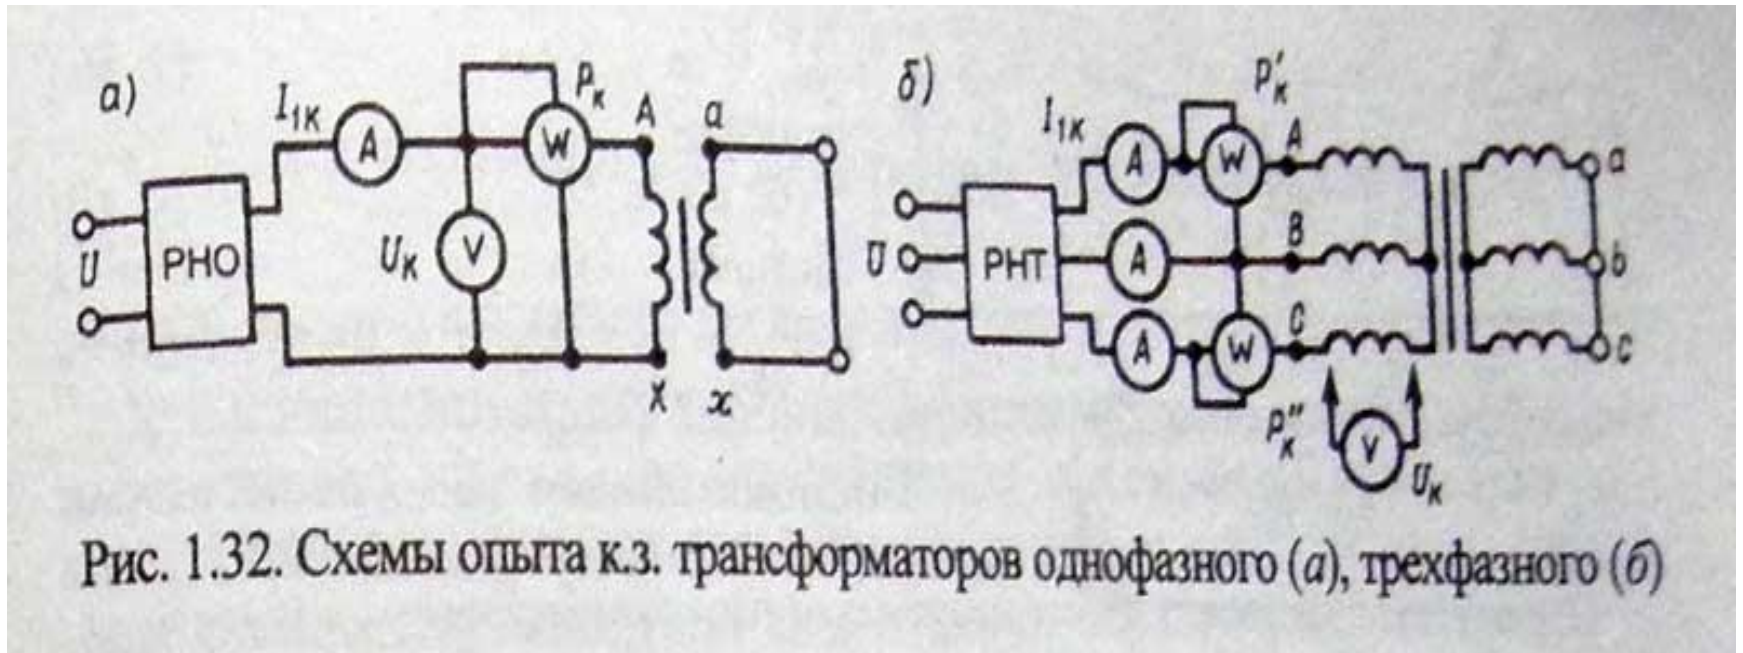 а)
I₁к
A
U
РНО
Uк
V
W
Pк
A
a
X
x
б)
I₁к
A
A
A
U
РНТ
P′к
W
W
A
B
C
P″к
V
Uк
a
b
c
Рис. 1.32. Схемы опыта к.з. трансформаторов однофазного (а), трехфазного (б)